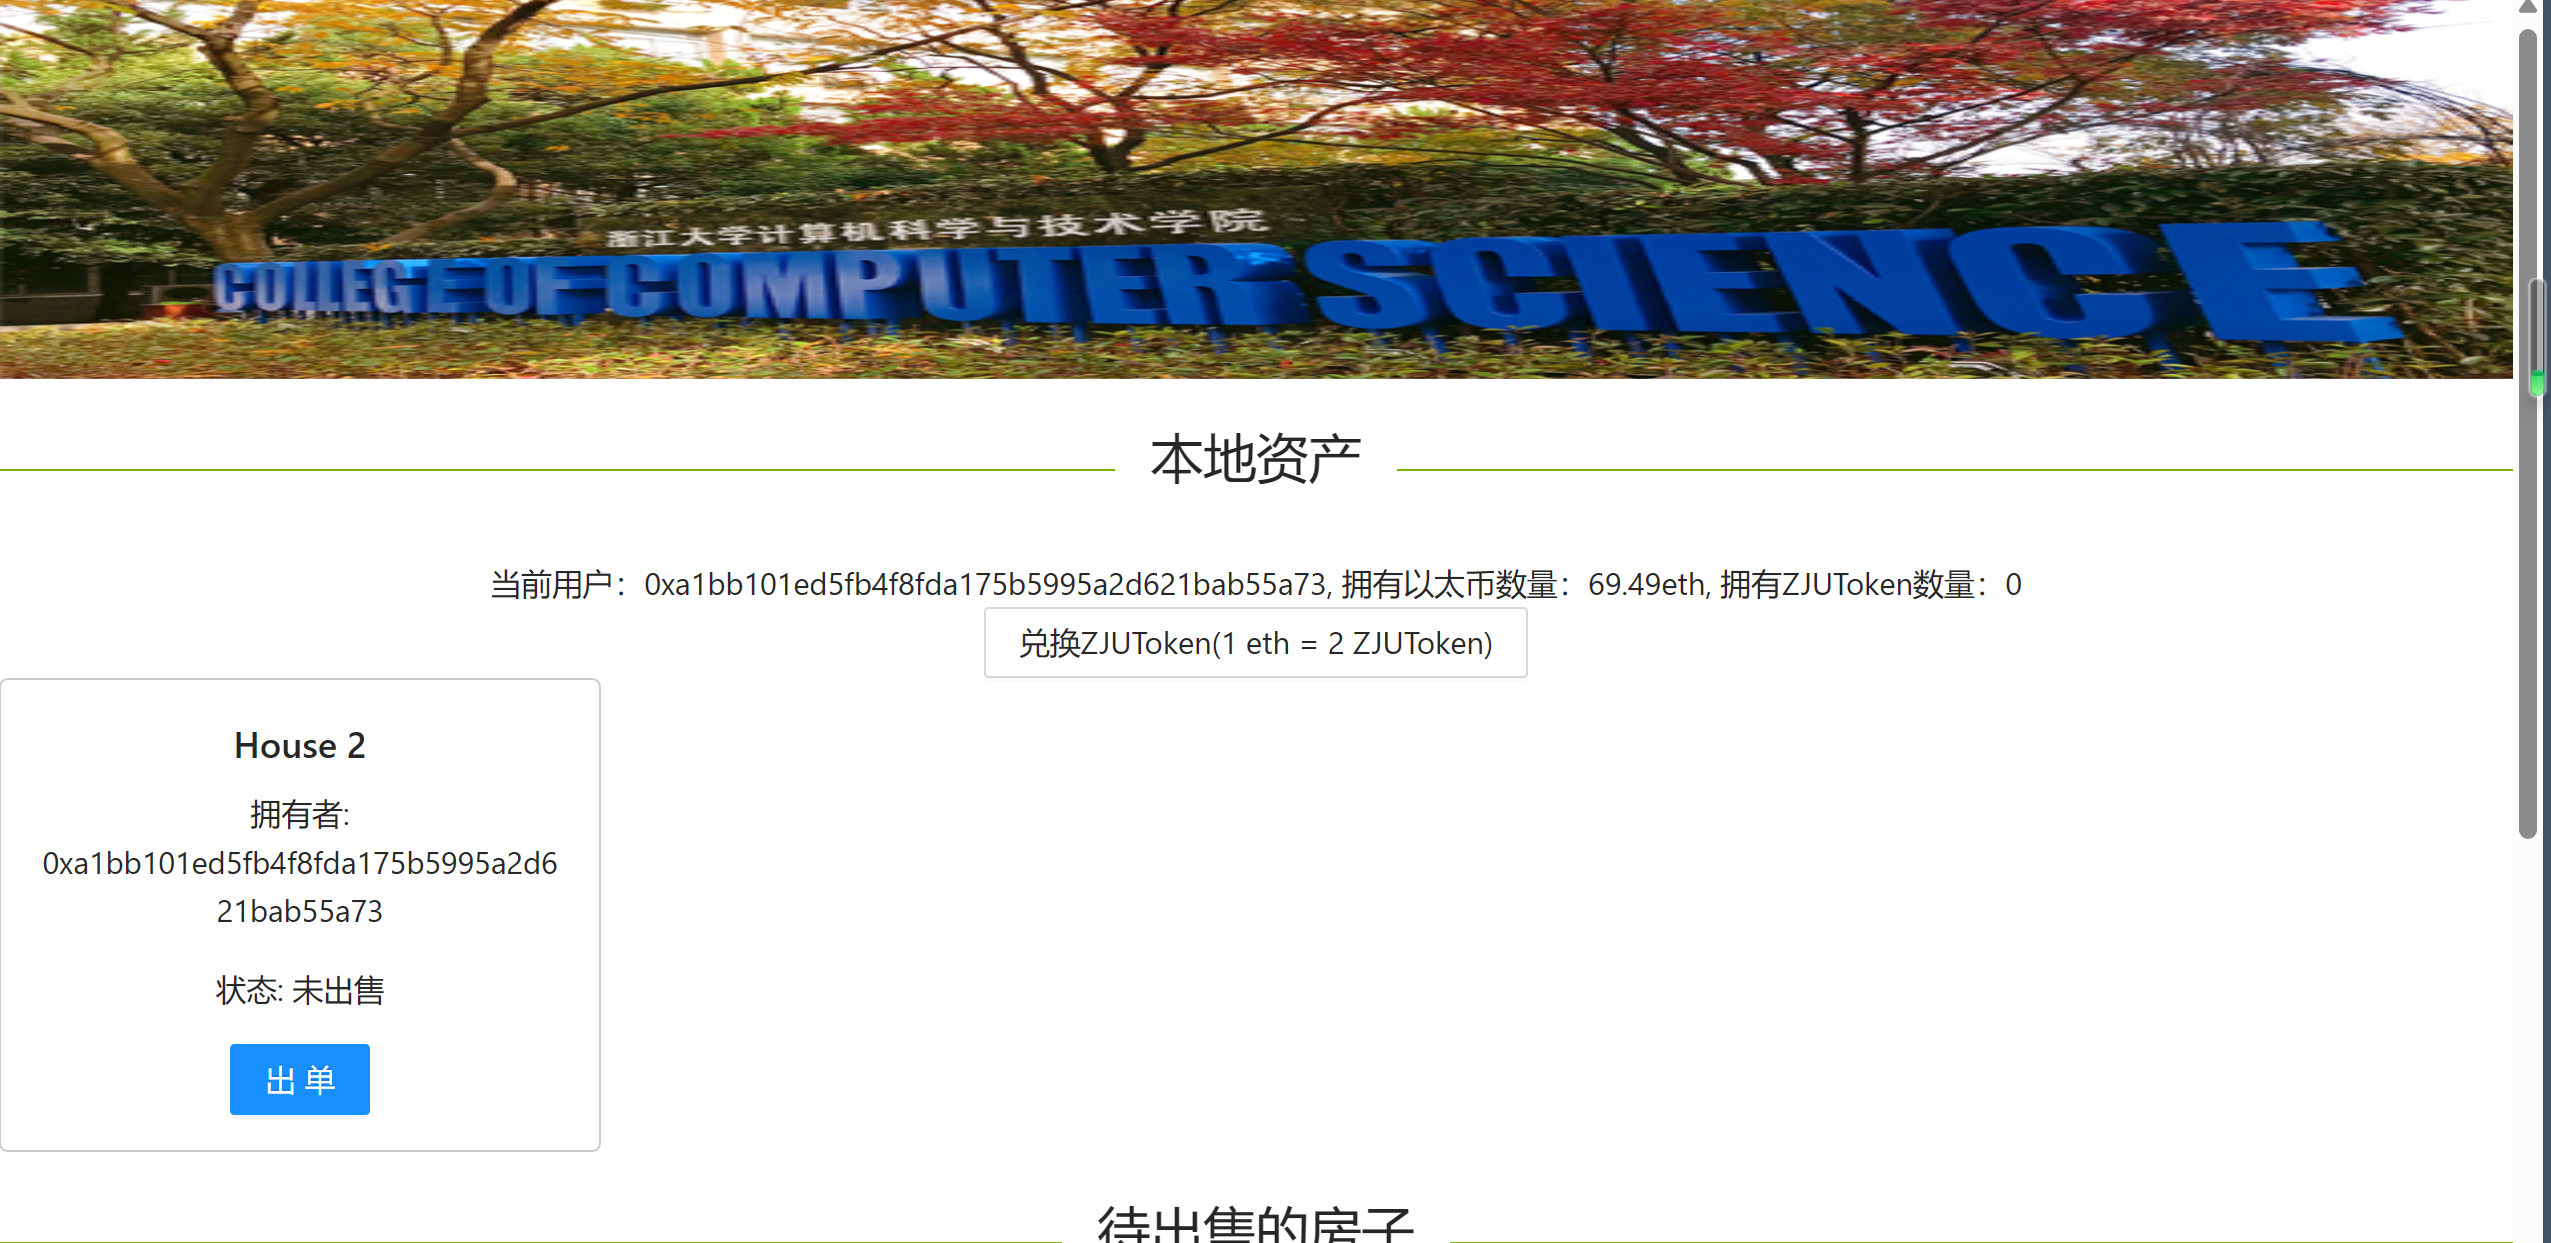 浙江大学计算机科学与技术学院
COLLEGE OF COMPUTER SCIENCE
本地资产
当前用户：0xa1bb101ed5fb4f8fda175b5995a2d621bab55a73, 拥有以太币数量：69.49eth, 拥有ZJUToken数量：0
兑换ZJUToken(1 eth = 2 ZJUToken)
House 2
拥有者:
0xa1bb101ed5fb4f8fda175b5995a2d6
21bab55a73
状态: 未出售
出 单
待出售的房子